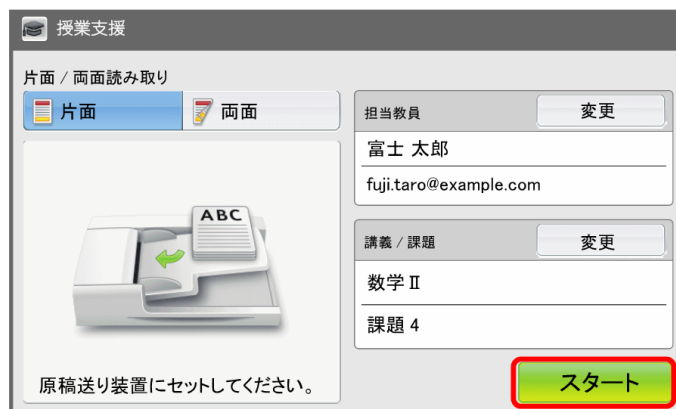 授業支援
片面 / 両面読み取り
片面
両面
ABC
原稿送り装置にセットしてください。
担当教員
変更
富士 太郎
fuji.taro@example.com
講義 / 課題
変更
数学Ⅱ
課題 4
スタート